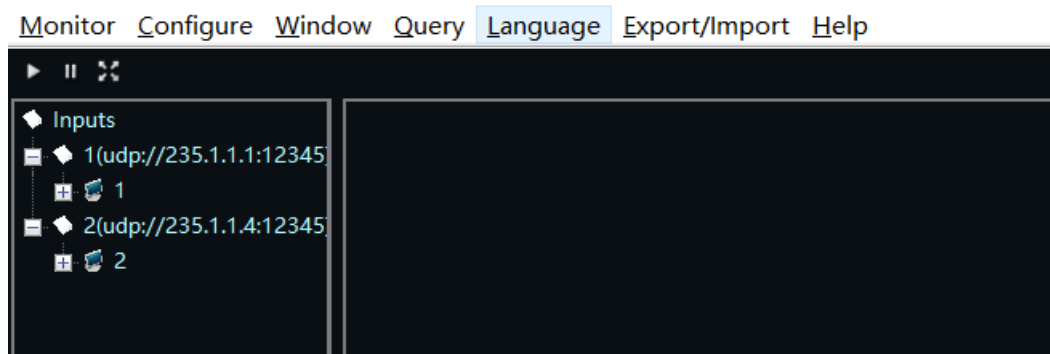 Monitor Configure Window Query Language Export/Import Help
Inputs
1(udp://235.1.1.1:12345)
1
2(udp://235.1.1.4:12345)
2